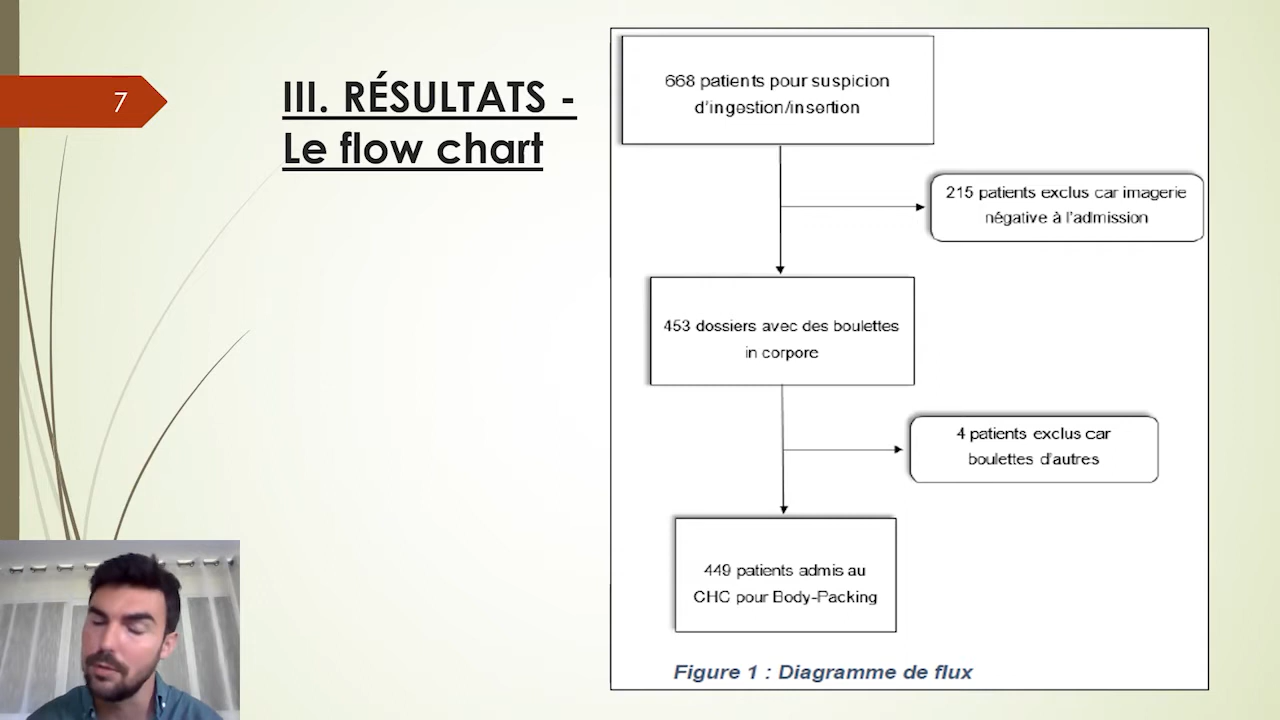 7
III. RÉSULTATS -
Le flow chart
668 patients pour suspicion
d'ingestion/insertion
215 patients exclus car imagerie
négative à l'admission
453 dossiers avec des boulettes
in corpore
4 patients exclus car
boulettes d'autres
449 patients admis au
CHC pour Body-Packing
Figure 1 : Diagramme de flux